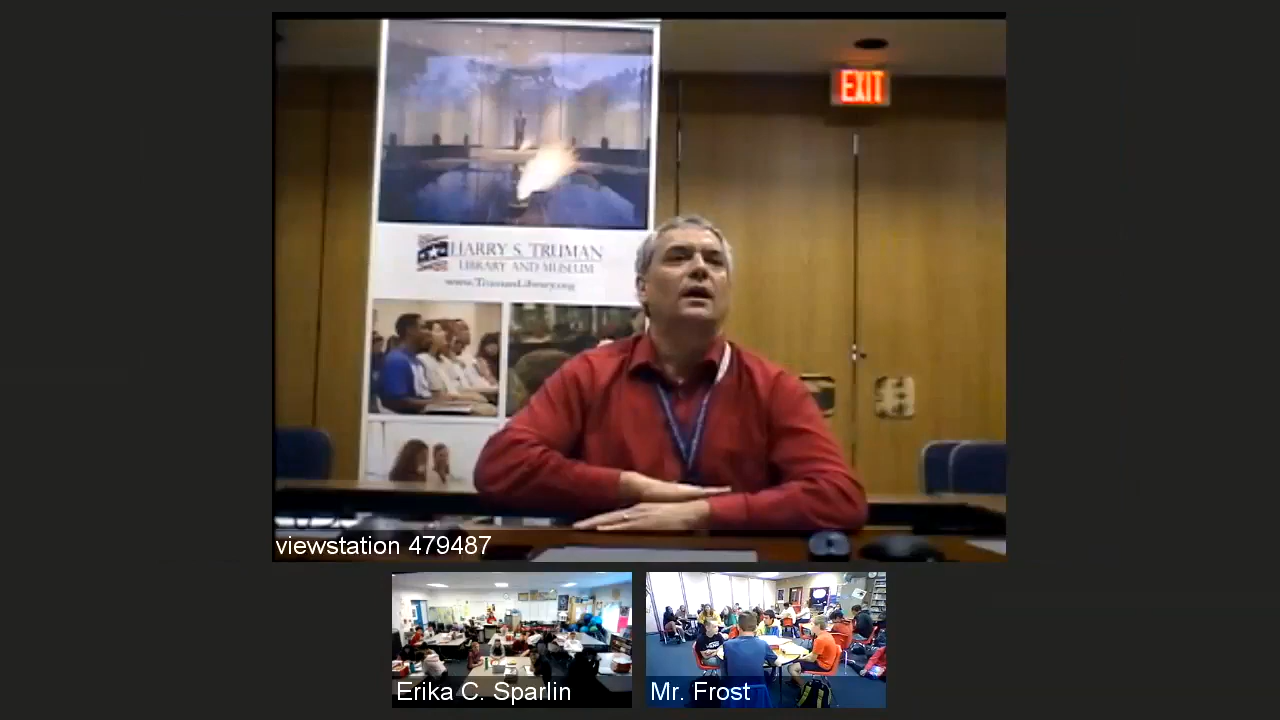 EXIT
HARRY S. TRUMAN
LIBRARY AND MUSEUM
www.TrumanLibrary.org
viewstation 479487
Erika C. Sparlin
Mr. Frost